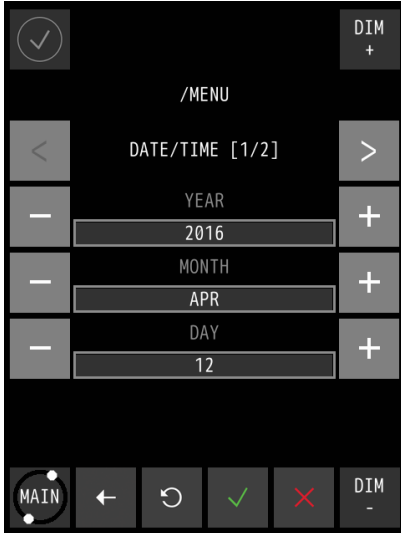 DIM
+
/MENU
<
DATE/TIME [1/2]
>
YEAR
−
2016
+
MONTH
−
APR
+
DAY
−
12
+
MAIN
DIM
-